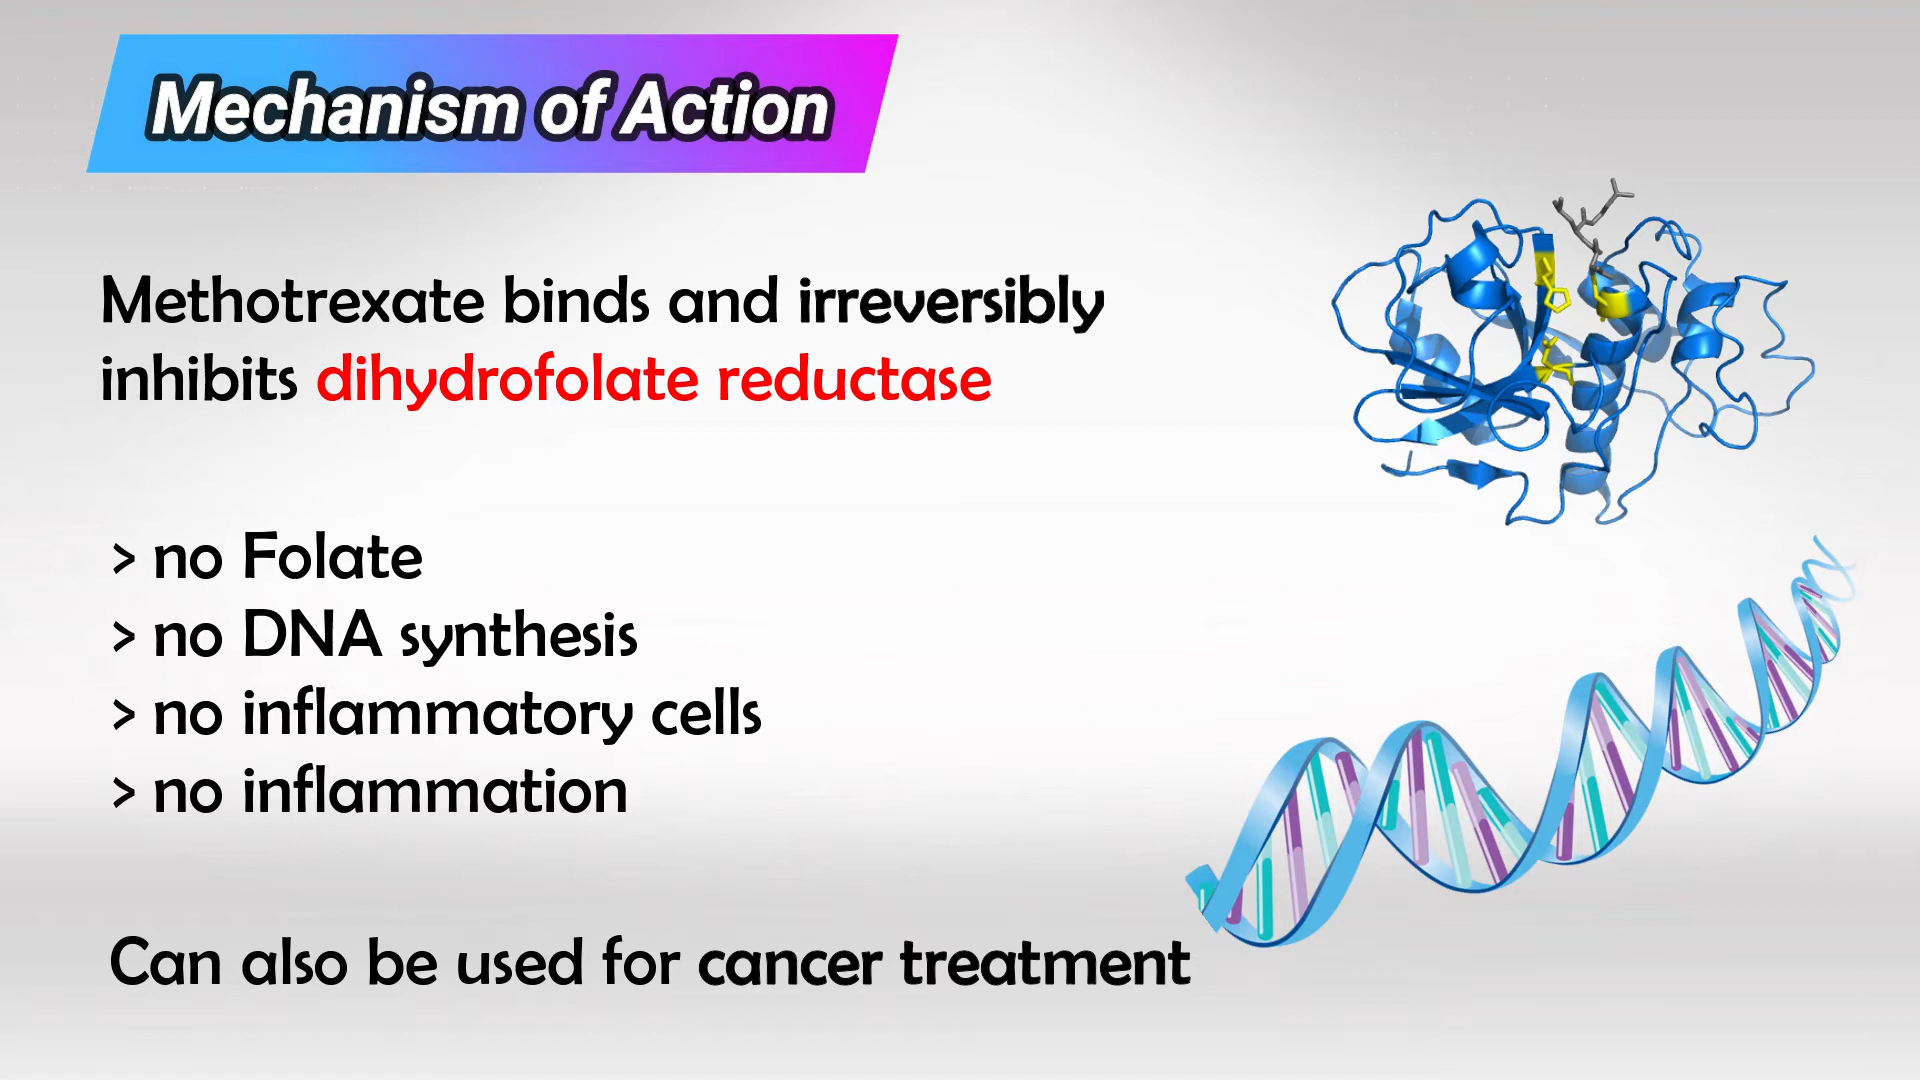 Mechanism of Action
Methotrexate binds and irreversibly
inhibits dihydrofolate reductase
> no Folate
> no DNA synthesis
> no inflammatory cells
> no inflammation
Can also be used for cancer treatment